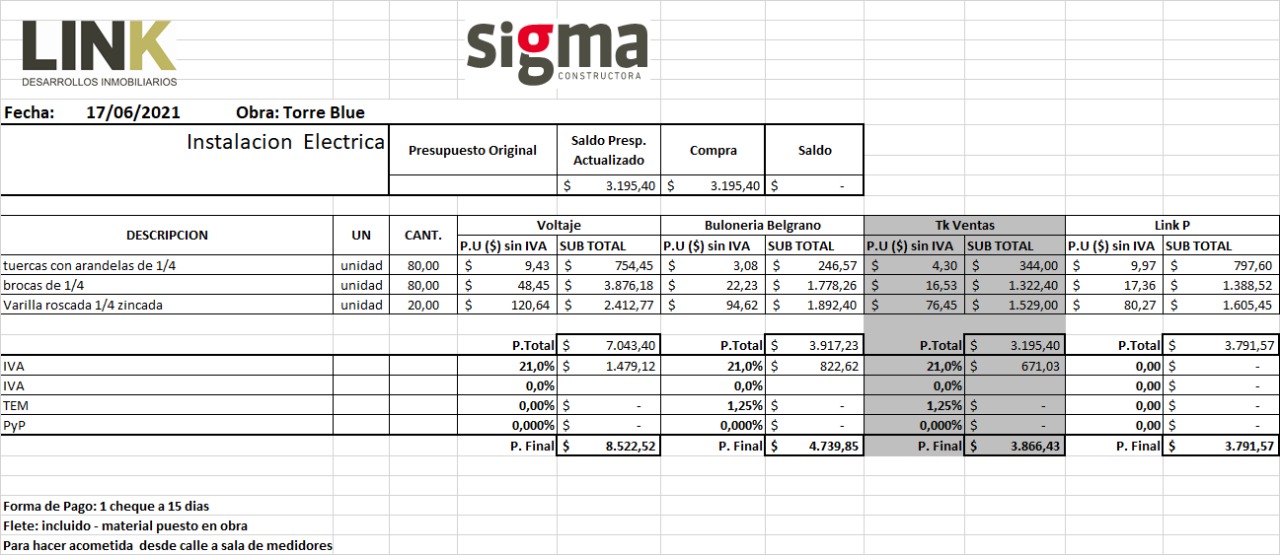 LINK
DESARROLLOS INMOBILIARIOS
sigma
CONSTRUCTORA
Fecha: 17/06/2021 Obra: Torre Blue
Instalacion Electrica
Presupuesto Original Saldo Presp. Actualizado Compra Saldo
$ 3.195,40 $ 3.195,40 $ -
DESCRIPCION UN CANT. Voltaje Buloneria Belgrano Tk Ventas Link P
P.U ($) sin IVA SUB TOTAL P.U ($) sin IVA SUB TOTAL P.U ($) sin IVA SUB TOTAL P.U ($) sin IVA SUB TOTAL
tuercas con arandelas de 1/4 unidad 80,00 $ 9,43 $ 754,45 $ 3,08 $ 246,57 $ 4,30 $ 344,00 $ 9,97 $ 797,60
brocas de 1/4 unidad 80,00 $ 48,45 $ 3.876,18 $ 22,23 $ 1.778,26 $ 16,53 $ 1.322,40 $ 17,36 $ 1.388,52
Varilla roscada 1/4 zincada unidad 20,00 $ 120,64 $ 2.412,77 $ 94,62 $ 1.892,40 $ 76,45 $ 1.529,00 $ 80,27 $ 1.605,45
P.Total $ 7.043,40 P.Total $ 3.917,23 P.Total $ 3.195,40 P.Total $ 3.791,57
IVA 21,0% $ 1.479,12 21,0% $ 822,62 21,0% $ 671,03 0,00 $ -
IVA 0,0% 0,0% 0,0% 0,00 $ -
TEM 0,00% $ - 1,25% $ - 1,25% $ - 0,00 $ -
PyP 0,000% $ - 0,000% $ - 0,000% $ - 0,00 $ -
P. Final $ 8.522,52 P. Final $ 4.739,85 P. Final $ 3.866,43 P. Final $ 3.791,57
Forma de Pago: 1 cheque a 15 dias
Flete: incluido - material puesto en obra
Para hacer acometida desde calle a sala de medidores